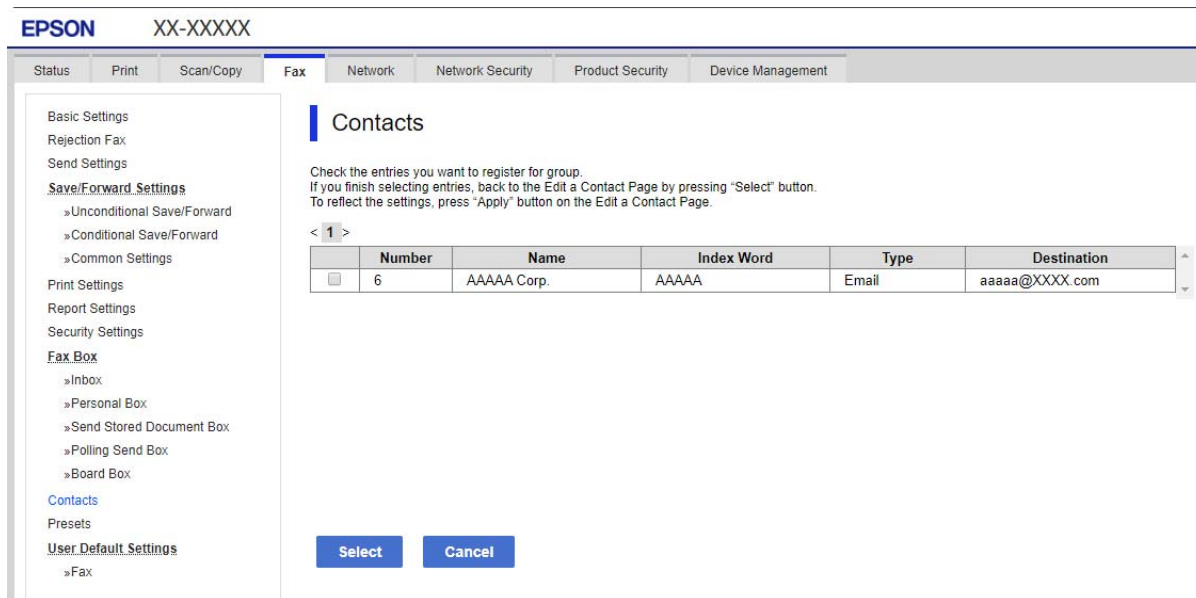 EPSON XX-XXXXX
Status Print Scan/Copy Fax Network Network Security Product Security Device Management
Basic Settings
Rejection Fax
Send Settings
Save/Forward Settings
»Unconditional Save/Forward
»Conditional Save/Forward
»Common Settings
Print Settings
Report Settings
Security Settings
Fax Box
»Inbox
»Personal Box
»Send Stored Document Box
»Polling Send Box
»Board Box
Contacts
Presets
User Default Settings
»Fax
Contacts
Check the entries you want to register for group.
If you finish selecting entries, back to the Edit a Contact Page by pressing “Select” button.
To reflect the settings, press “Apply” button on the Edit a Contact Page.
< 1 >
Number Name Index Word Type Destination
6 AAAAA Corp. AAAAA Email aaaaa@XXXX.com
Select Cancel